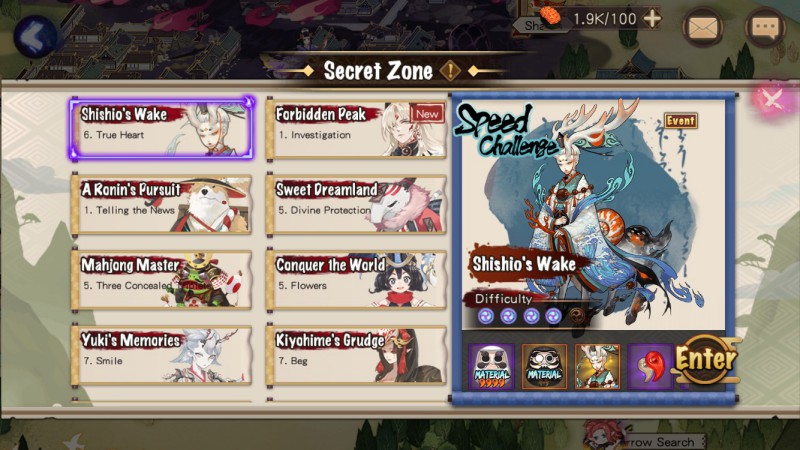 1.9K/100
Sha
Secret Zone
Shishio's Wake
6. True Heart
Forbidden Peak
New
1. Investigation
A Ronin's Pursuit
1. Telling the News
Sweet Dreamland
5. Divine Protection
Mahjong Master
5. Three Concealed
Conquer the World
5. Flowers
Yuki's Memories
7. Smile
Kiyohime's Grudge
7. Beg
Speed
Challenge
Event
Shishio's Wake
Difficulty
MATERIAL
MATERIAL
Enter
rrow Search